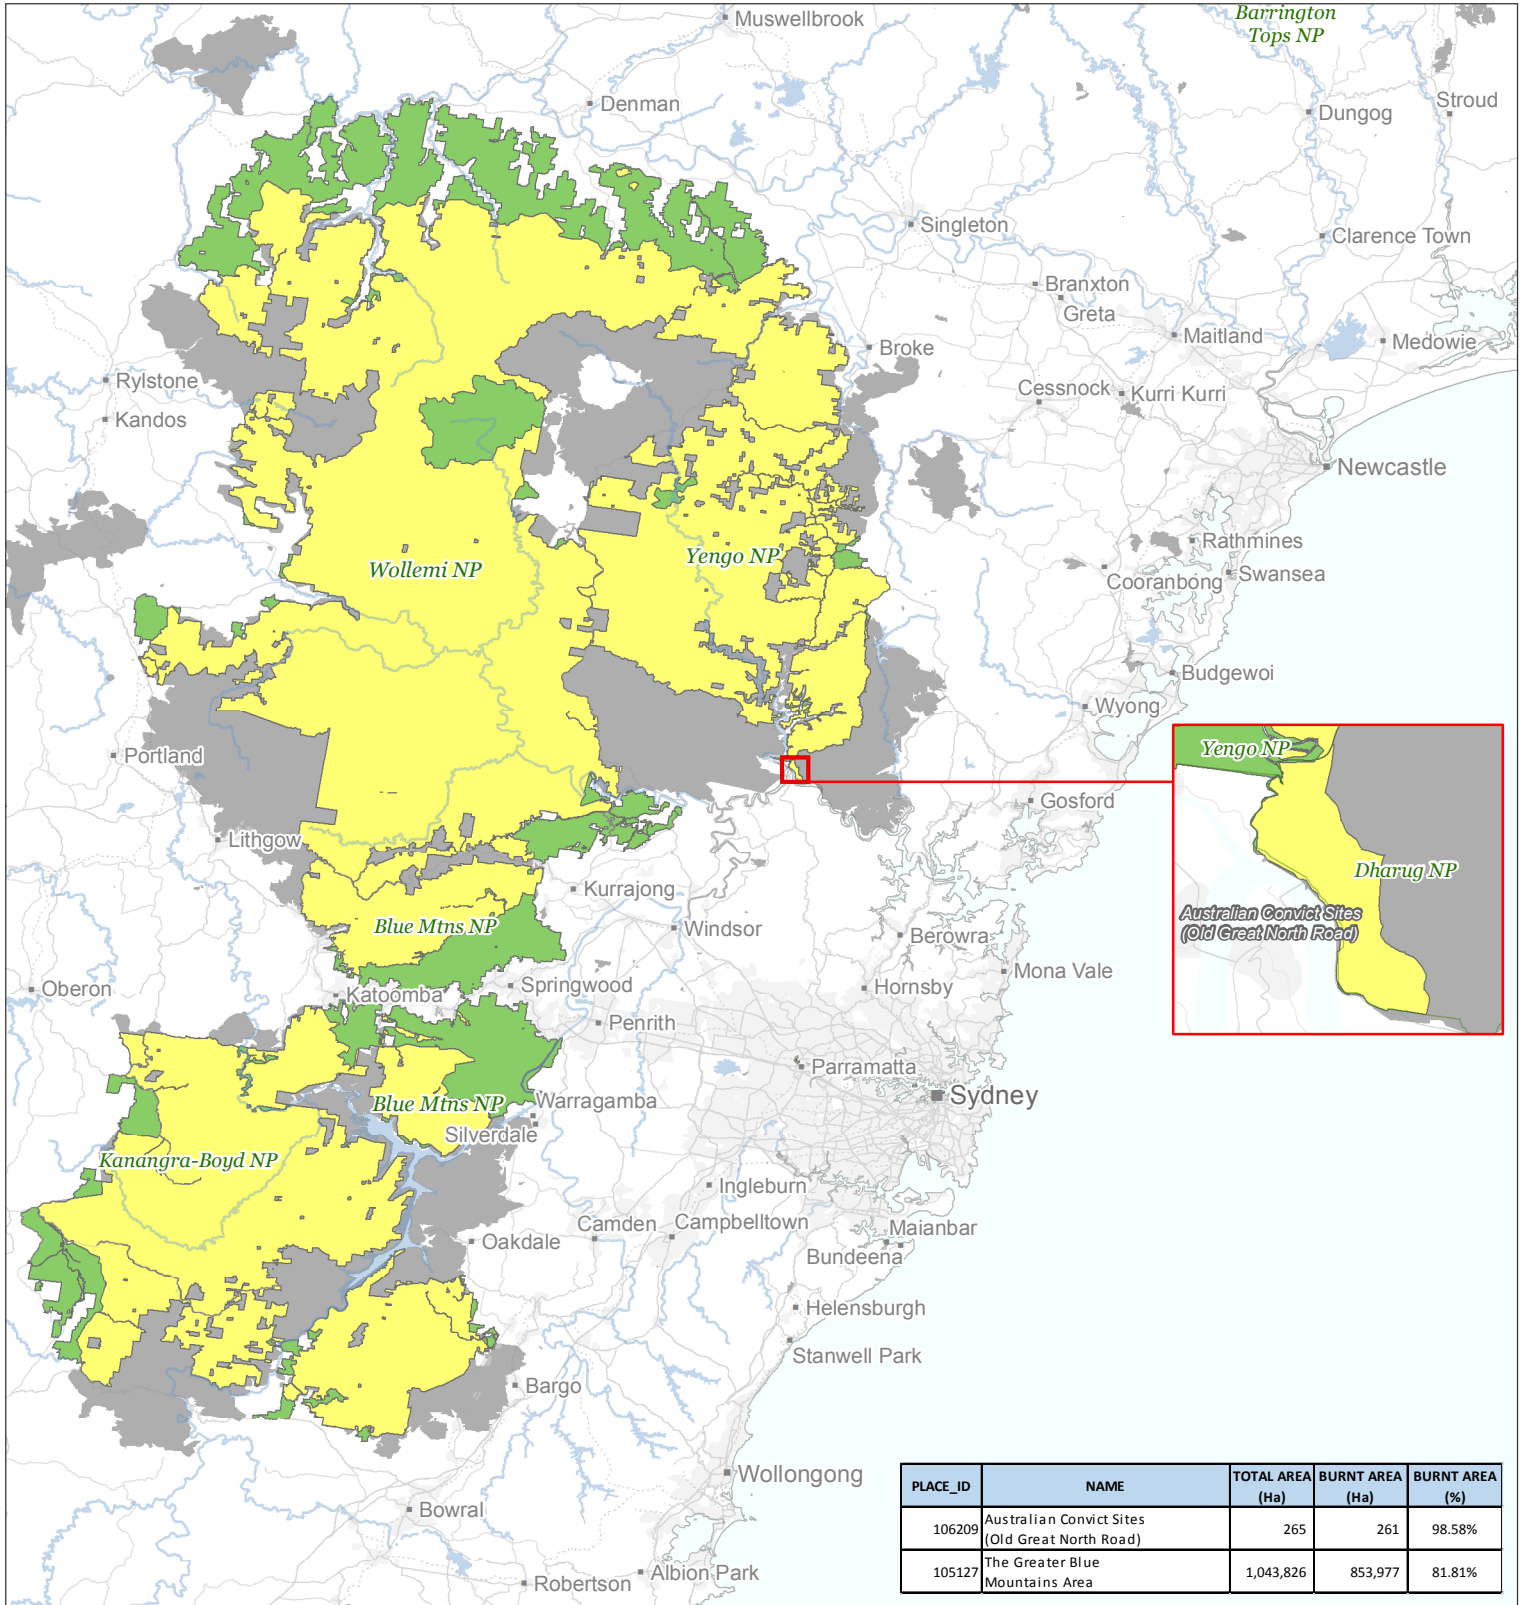 Barrington
Tops NP
Muswellbrook
Denman
Stroud
Dungog
Singleton
Clarence Town
Branxton
Greta
Maitland
Medowie
Broke
Rylstone
Kandos
Cessnock
Kurri Kurri
Newcastle
Rathmines
Wollemi NP
Yengo NP
Cooranbong
Swansea
Budgewoi
Wyong
Portland
Yengo NP
Gosford
Lithgow
Dharug NP
Kurrajong
Australian Convict Sites
(Old Great North Road)
Blue Mtns NP
Windsor
Berowra
Mona Vale
Oberon
Katoomba
Springwood
Hornsby
Penrith
Parramatta
Sydney
Blue Mtns NP
Warragamba
Silverdale
Kanangra-Boyd NP
Ingleburn
Camden
Campbelltown
Maianbar
Oakdale
Bundeena
Helensburgh
Stanwell Park
Bargo
Wollongong
Bowral
Albion Park
Robertson
PLACE_ID NAME TOTAL AREA (Ha) BURNT AREA (Ha) BURNT AREA (%)
106209 Australian Convict Sites (Old Great North Road) 265 261 98.58%
105127 The Greater Blue Mountains Area 1,043,826 853,977 81.81%